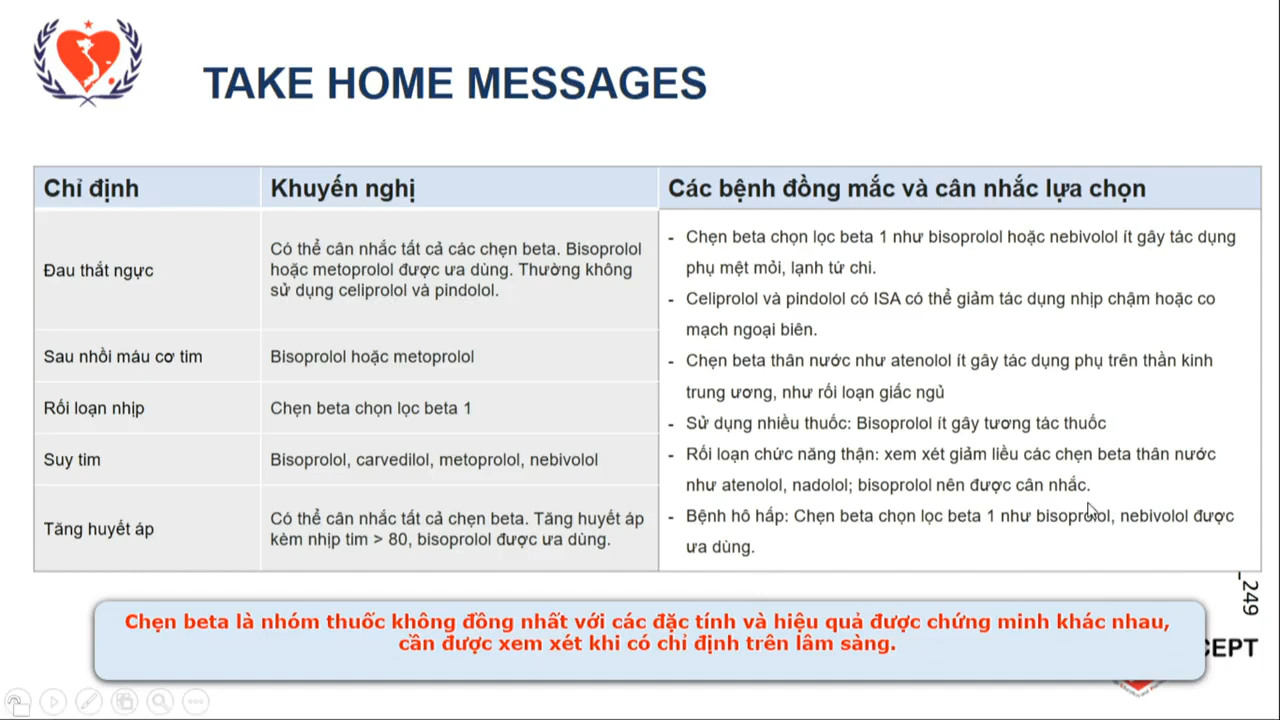 TAKE HOME MESSAGES
Chỉ định
Khuyến nghị
Các bệnh đồng mắc và cân nhắc lựa chọn
Đau thắt ngực
Có thể cân nhắc tất cả các chẹn beta. Bisoprolol
hoặc metoprolol được ưa dùng. Thường không
sử dụng celiprolol và pindolol.
Sau nhồi máu cơ tim
Bisoprolol hoặc metoprolol
Rối loạn nhịp
Chẹn beta chọn lọc beta 1
Suy tim
Bisoprolol, carvedilol, metoprolol, nebivolol
Tăng huyết áp
Có thể cân nhắc tất cả chẹn beta. Tăng huyết áp
kèm nhịp tim > 80, bisoprolol được ưa dùng.
- Chẹn beta chọn lọc beta 1 như bisoprolol hoặc nebivolol ít gây tác dụng
phụ mệt mỏi, lạnh tứ chi.
- Celiprolol và pindolol có ISA có thể giảm tác dụng nhịp chậm hoặc co
mạch ngoại biên.
- Chẹn beta thân nước như atenolol ít gây tác dụng phụ trên thần kinh
trung ương, như rối loạn giấc ngủ
- Sử dụng nhiều thuốc: Bisoprolol ít gây tương tác thuốc
- Rối loạn chức năng thận: xem xét giảm liều các chẹn beta thân nước
như atenolol, nadolol; bisoprolol nên được cân nhắc.
- Bệnh hô hấp: Chẹn beta chọn lọc beta 1 như bisoprolol, nebivolol được
ưa dùng.
_249
CEPT
Chẹn beta là nhóm thuốc không đồng nhất với các đặc tính và hiệu quả được chứng minh khác nhau,
cần được xem xét khi có chỉ định trên lâm sàng.